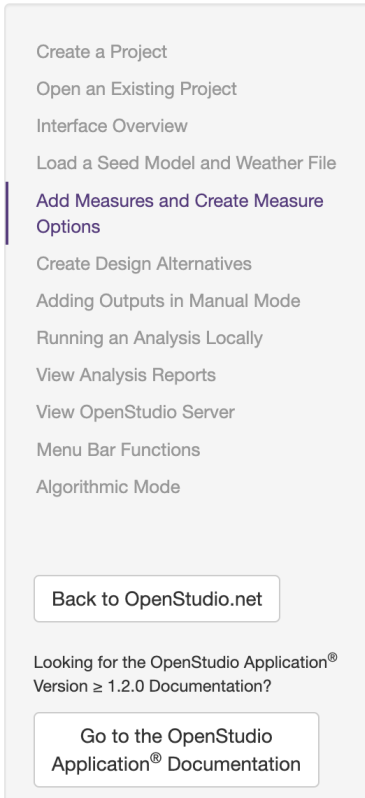 Create a Project
Open an Existing Project
Interface Overview
Load a Seed Model and Weather File
Add Measures and Create Measure
Options
Create Design Alternatives
Adding Outputs in Manual Mode
Running an Analysis Locally
View Analysis Reports
View OpenStudio Server
Menu Bar Functions
Algorithmic Mode
Back to OpenStudio.net
Looking for the OpenStudio Application®
Version ≥ 1.2.0 Documentation?
Go to the OpenStudio
Application® Documentation